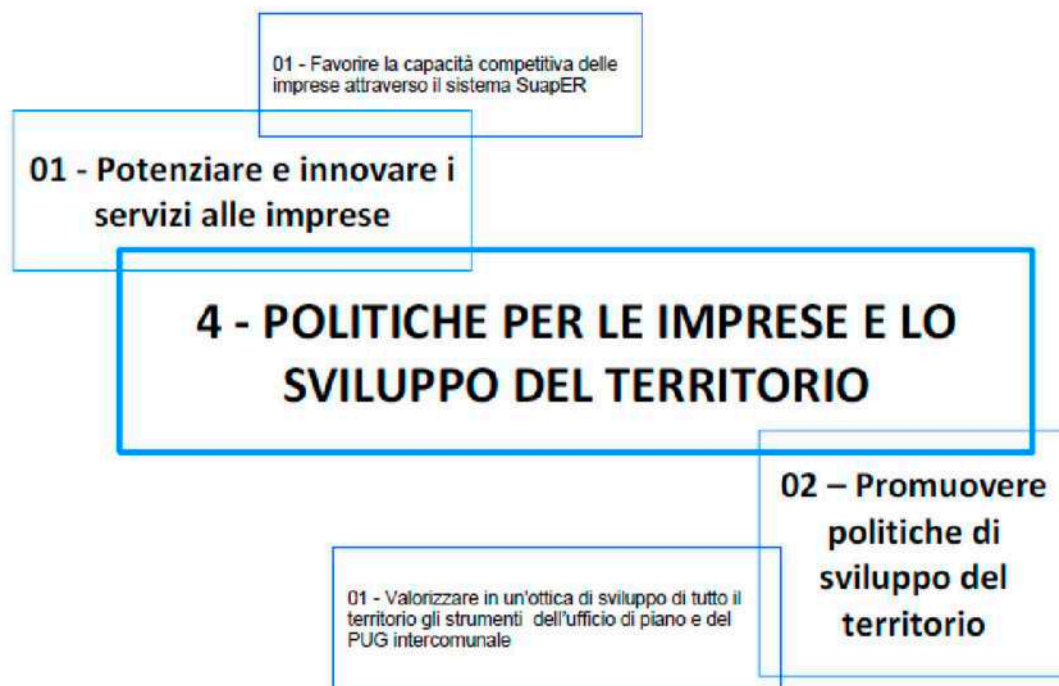 01 - Favorire la capacità competitiva delle
imprese attraverso il sistema SuapER
01 - Potenziare e innovare i
servizi alle imprese
4 - POLITICHE PER LE IMPRESE E LO
SVILUPPO DEL TERRITORIO
02 – Promuovere
politiche di
sviluppo del
territorio
01 - Valorizzare in un'ottica di sviluppo di tutto il
territorio gli strumenti dell'ufficio di piano e del
PUG intercomunale